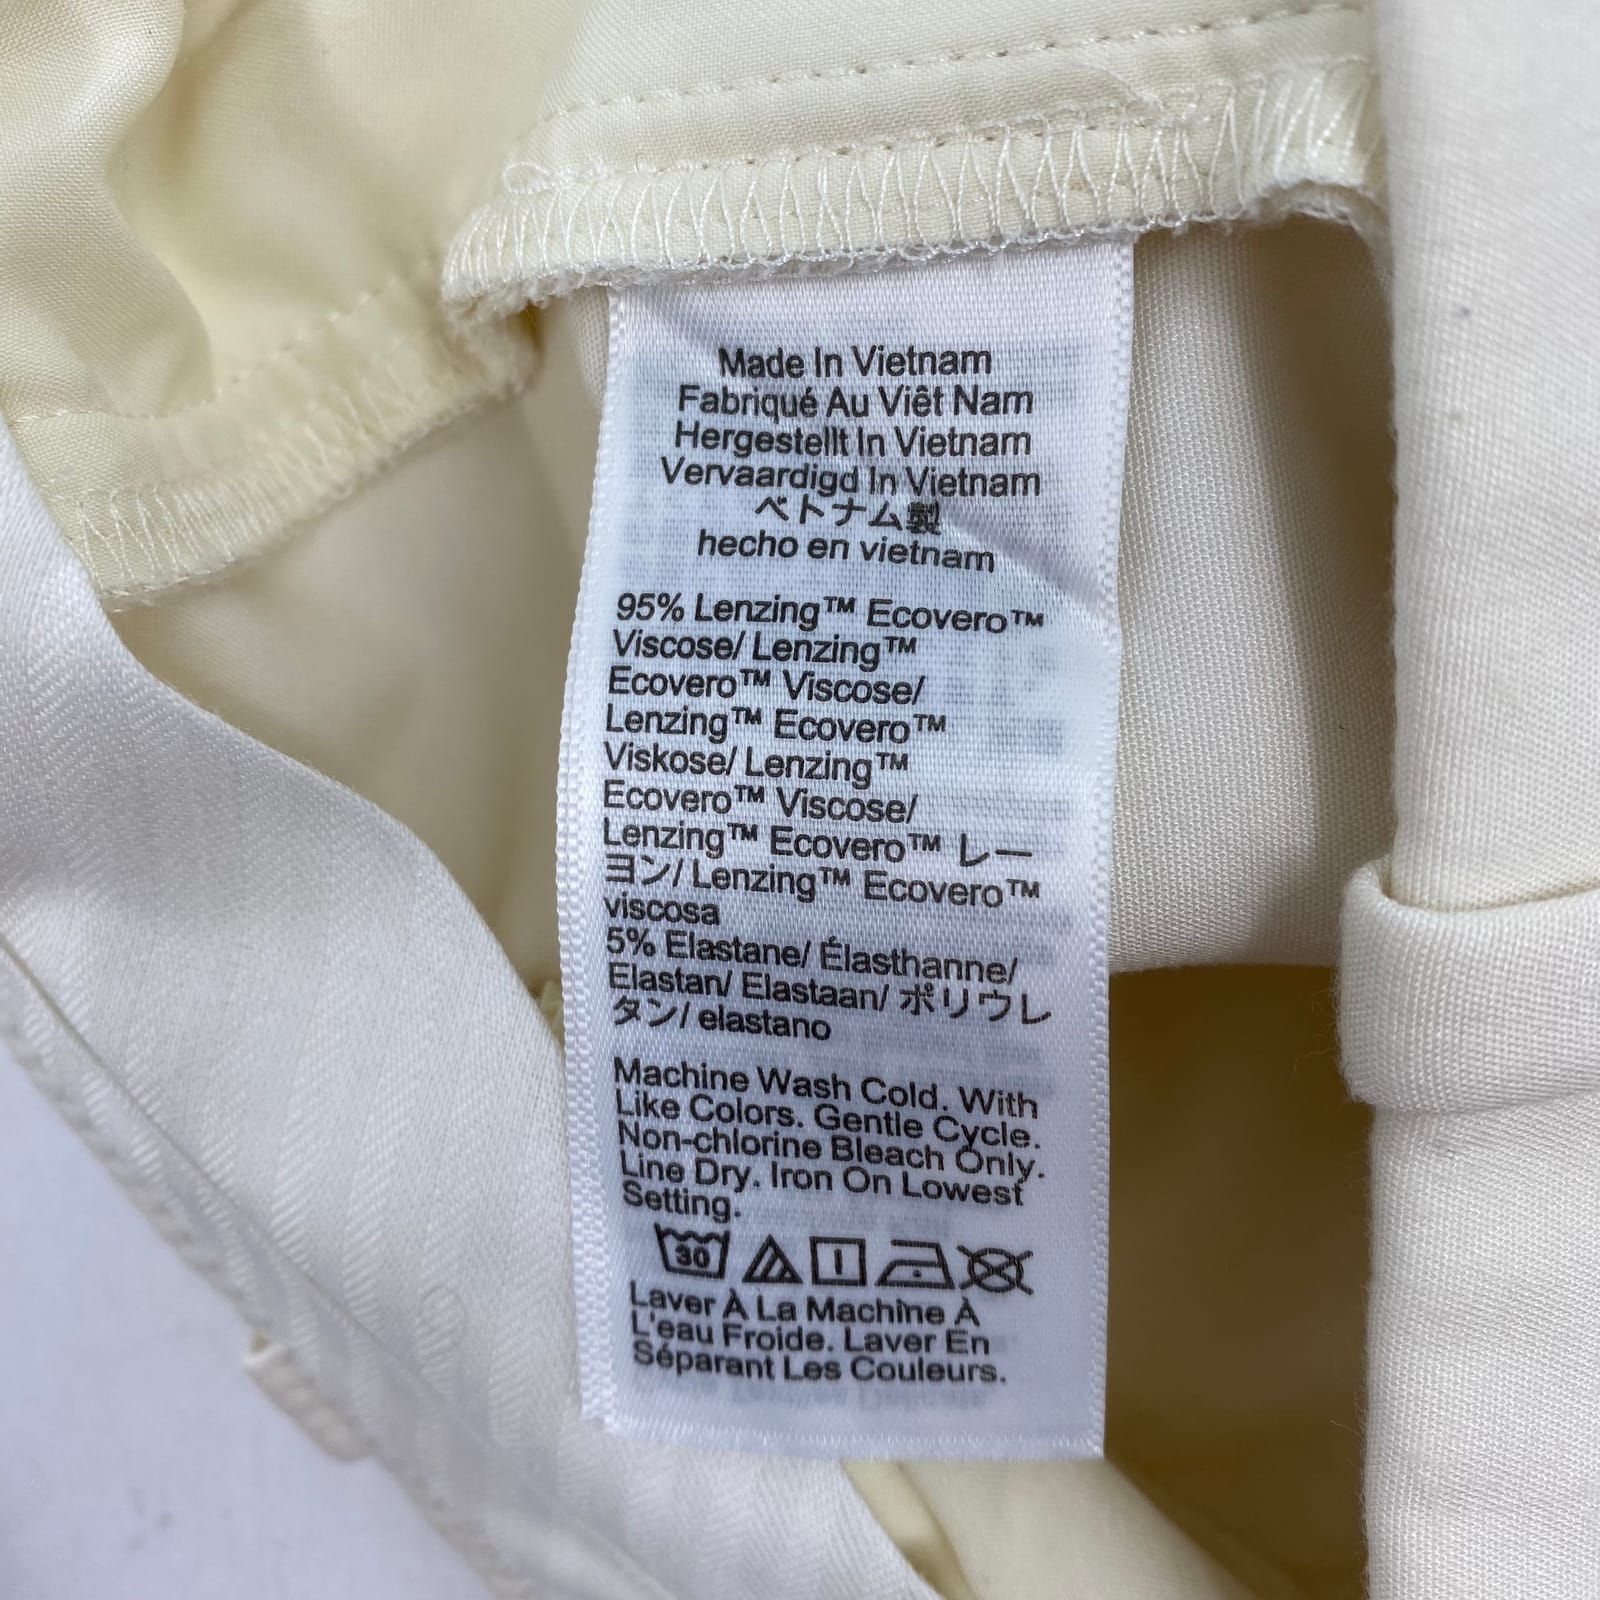 Made In Vietnam
Fabriqué Au Viêt Nam
Hergestellt In Vietnam
Vervaardigd In Vietnam
ベトナム製
hecho en vietnam
95% Lenzing™ Ecovero™
Viscose/ Lenzing™
Ecovero™ Viscose/
Lenzing™ Ecovero™
Viskose/ Lenzing™
Ecovero™ Viscose/
Lenzing™ Ecovero™ レー
ヨン/ Lenzing™ Ecovero™
viscosa
5% Elastane/ Élasthanne/
Elastan/ Elastaan/ ポリウレ
タン/ elastano
Machine Wash Cold. With
Like Colors. Gentle Cycle.
Non-chlorine Bleach Only.
Line Dry. Iron On Lowest
Setting.
30
Laver À La Machine À
L'eau Froide. Laver En
Séparant Les Couleurs.